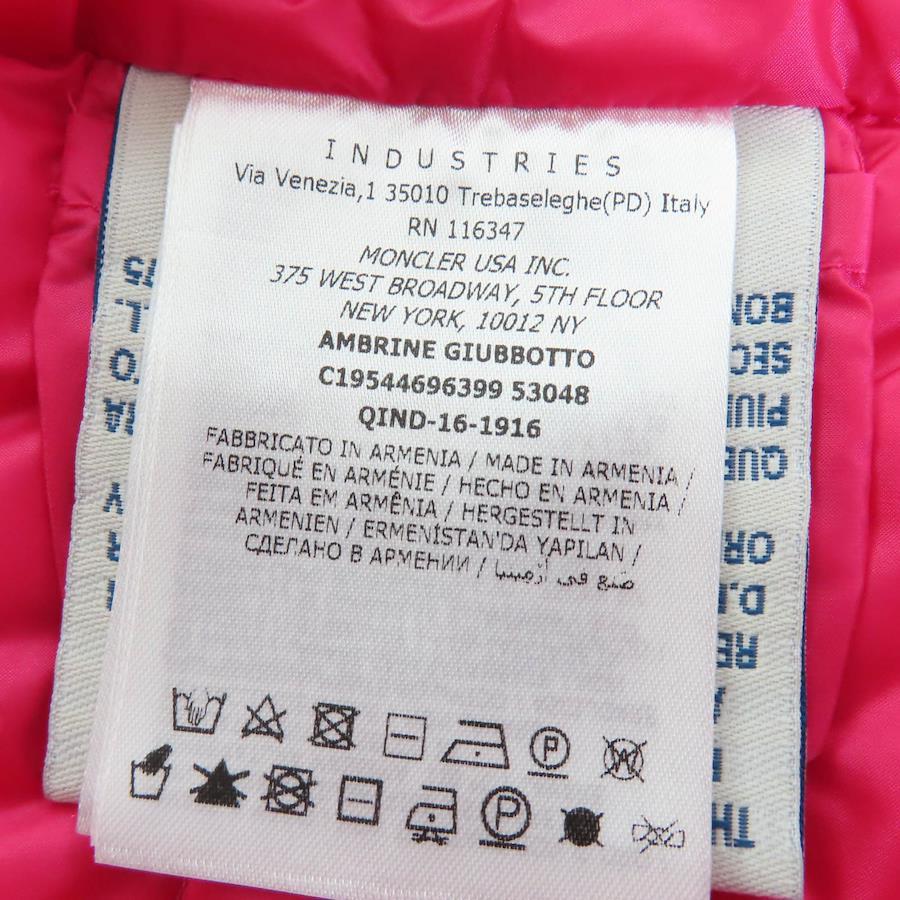 INDUSTRIES
Via Venezia,1 35010 Trebaseleghe(PD) Italy
RN 116347
MONCLER USA INC.
375 WEST BROADWAY, 5TH FLOOR
NEW YORK, 10012 NY
AMBRINE GIUBBOTTO
C19544696399 53048
QIND-16-1916
FABBRICATO IN ARMENIA / MADE IN ARMENIA /
FABRIQUÉ EN ARMÉNIE / HECHO EN ARMENIA /
FEITA EM ARMÊNIA / HERGESTELLT IN
ARMENIEN / ERMENİSTAN'DA YAPILAN /
СДЕЛАНО В АРМЕНИИ / صنع في أرمينيا
P
W
P